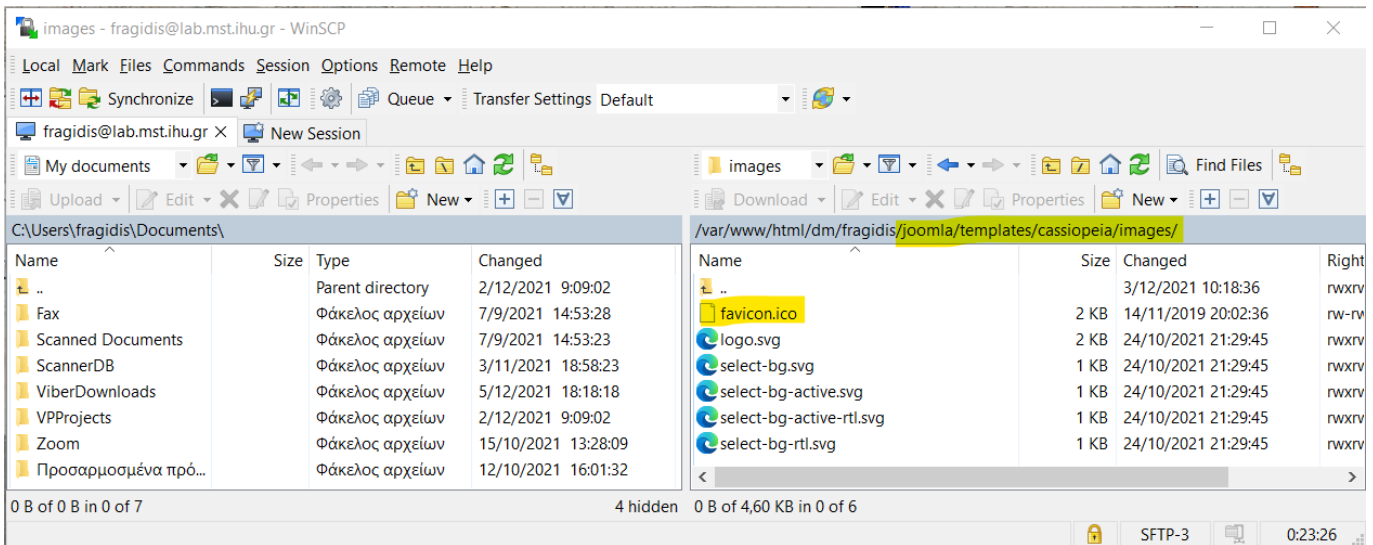 images - fragidis@lab.mst.ihu.gr - WinSCP
Local Mark Files Commands Session Options Remote Help
Synchronize Queue Transfer Settings Default
fragidis@lab.mst.ihu.gr New Session
My documents
Upload Edit Properties New
C:\Users\fragidis\Documents\
Name Size Type Changed
.. Parent directory 2/12/2021 9:09:02
Fax Φάκελος αρχείων 7/9/2021 14:53:28
Scanned Documents Φάκελος αρχείων 7/9/2021 14:53:23
ScannerDB Φάκελος αρχείων 3/11/2021 18:58:23
ViberDownloads Φάκελος αρχείων 5/12/2021 18:18:18
VPProjects Φάκελος αρχείων 2/12/2021 9:09:02
Zoom Φάκελος αρχείων 15/10/2021 13:28:09
Προσαρμοσμένα πρό... Φάκελος αρχείων 12/10/2021 16:01:32
0 B of 0 B in 0 of 7 4 hidden
images Find Files
Download Edit Properties New
/var/www/html/dm/fragidis/joomla/templates/cassiopeia/images/
Name Size Changed Right
.. 3/12/2021 10:18:36 rwxrw
favicon.ico 2 KB 14/11/2019 20:02:36 rw-rw
logo.svg 2 KB 24/10/2021 21:29:45 rwxrw
select-bg.svg 1 KB 24/10/2021 21:29:45 rwxrw
select-bg-active.svg 1 KB 24/10/2021 21:29:45 rwxrw
select-bg-active-rtl.svg 1 KB 24/10/2021 21:29:45 rwxrw
select-bg-rtl.svg 1 KB 24/10/2021 21:29:45 rwxrw
0 B of 4,60 KB in 0 of 6
SFTP-3 0:23:26